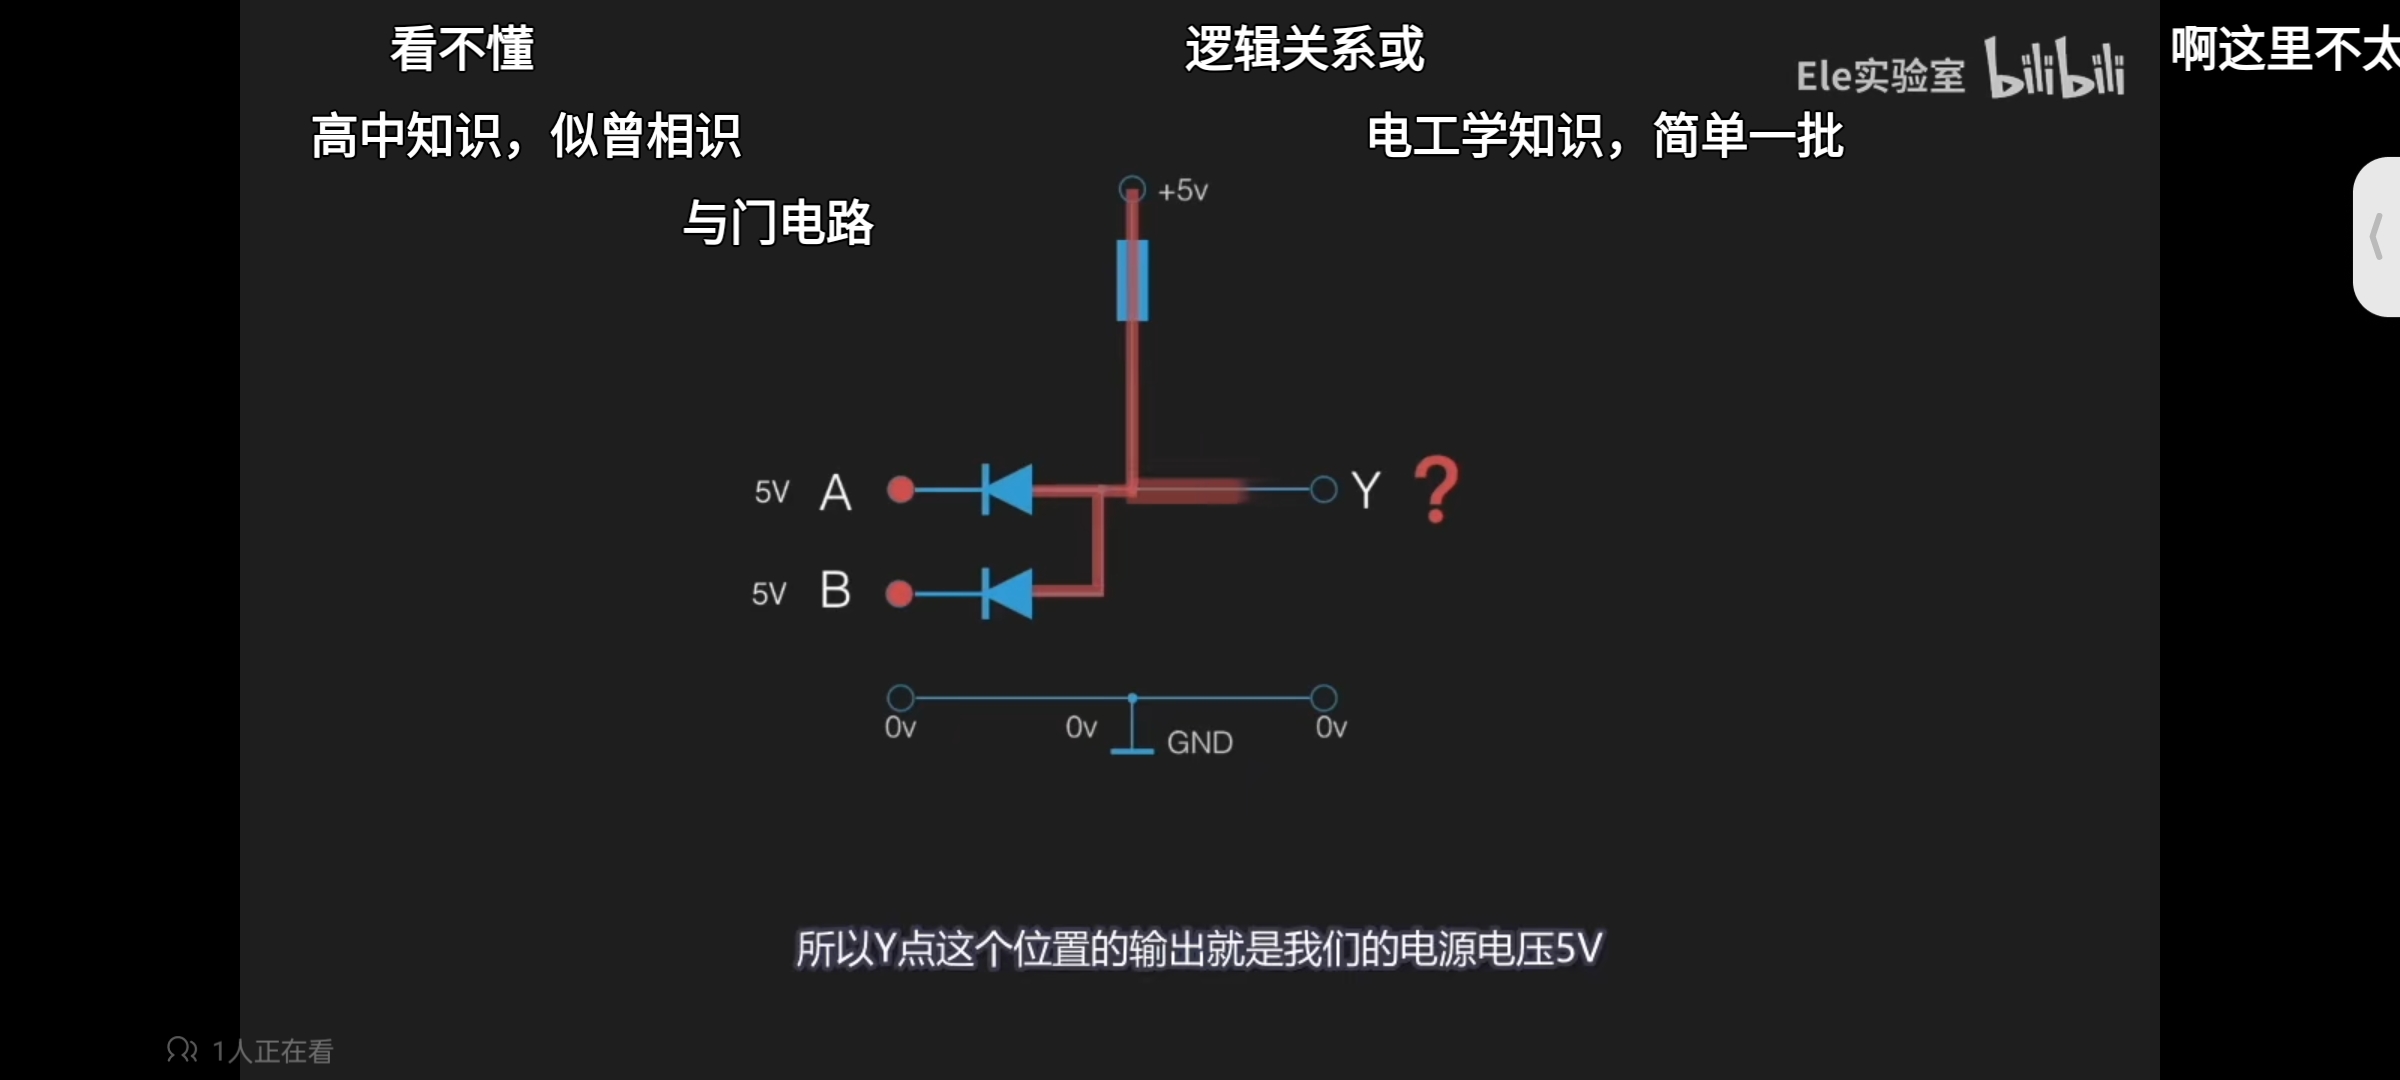 看不懂
逻辑关系或
Ele实验室 bilibili
啊这里不太
高中知识，似曾相识
电工学知识，简单一批
与门电路
+5v
5V A
Y ?
5V B
0v
0v
GND
0v
所以Y点这个位置的输出就是我们的电源电压5V
1人正在看